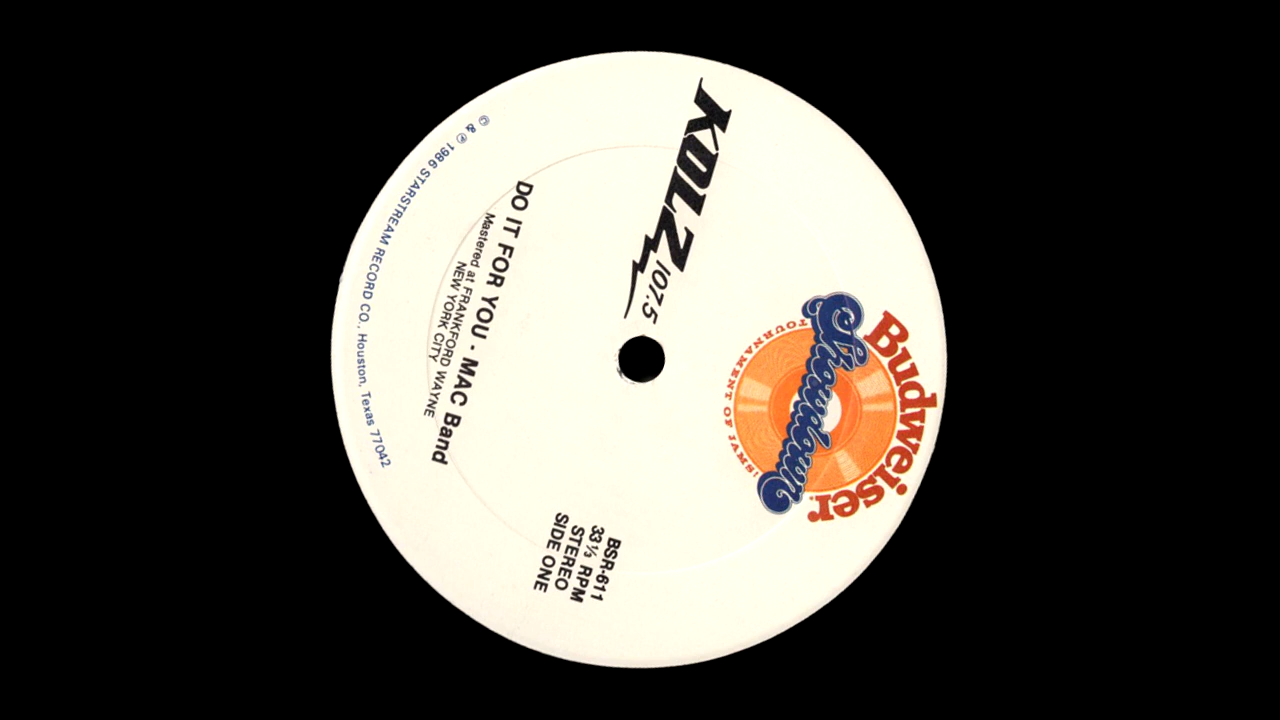 Budweiser
Showdown
TOURNAMENT OF JAMS!
KDLZ 107.5
BSR-611
33⅓ RPM
STEREO
SIDE ONE
DO IT FOR YOU - MAC Band
Mastered at FRANKFORD WAYNE
NEW YORK CITY
© & ℗ 1986 STARSTREAM RECORD CO., Houston, Texas 77042